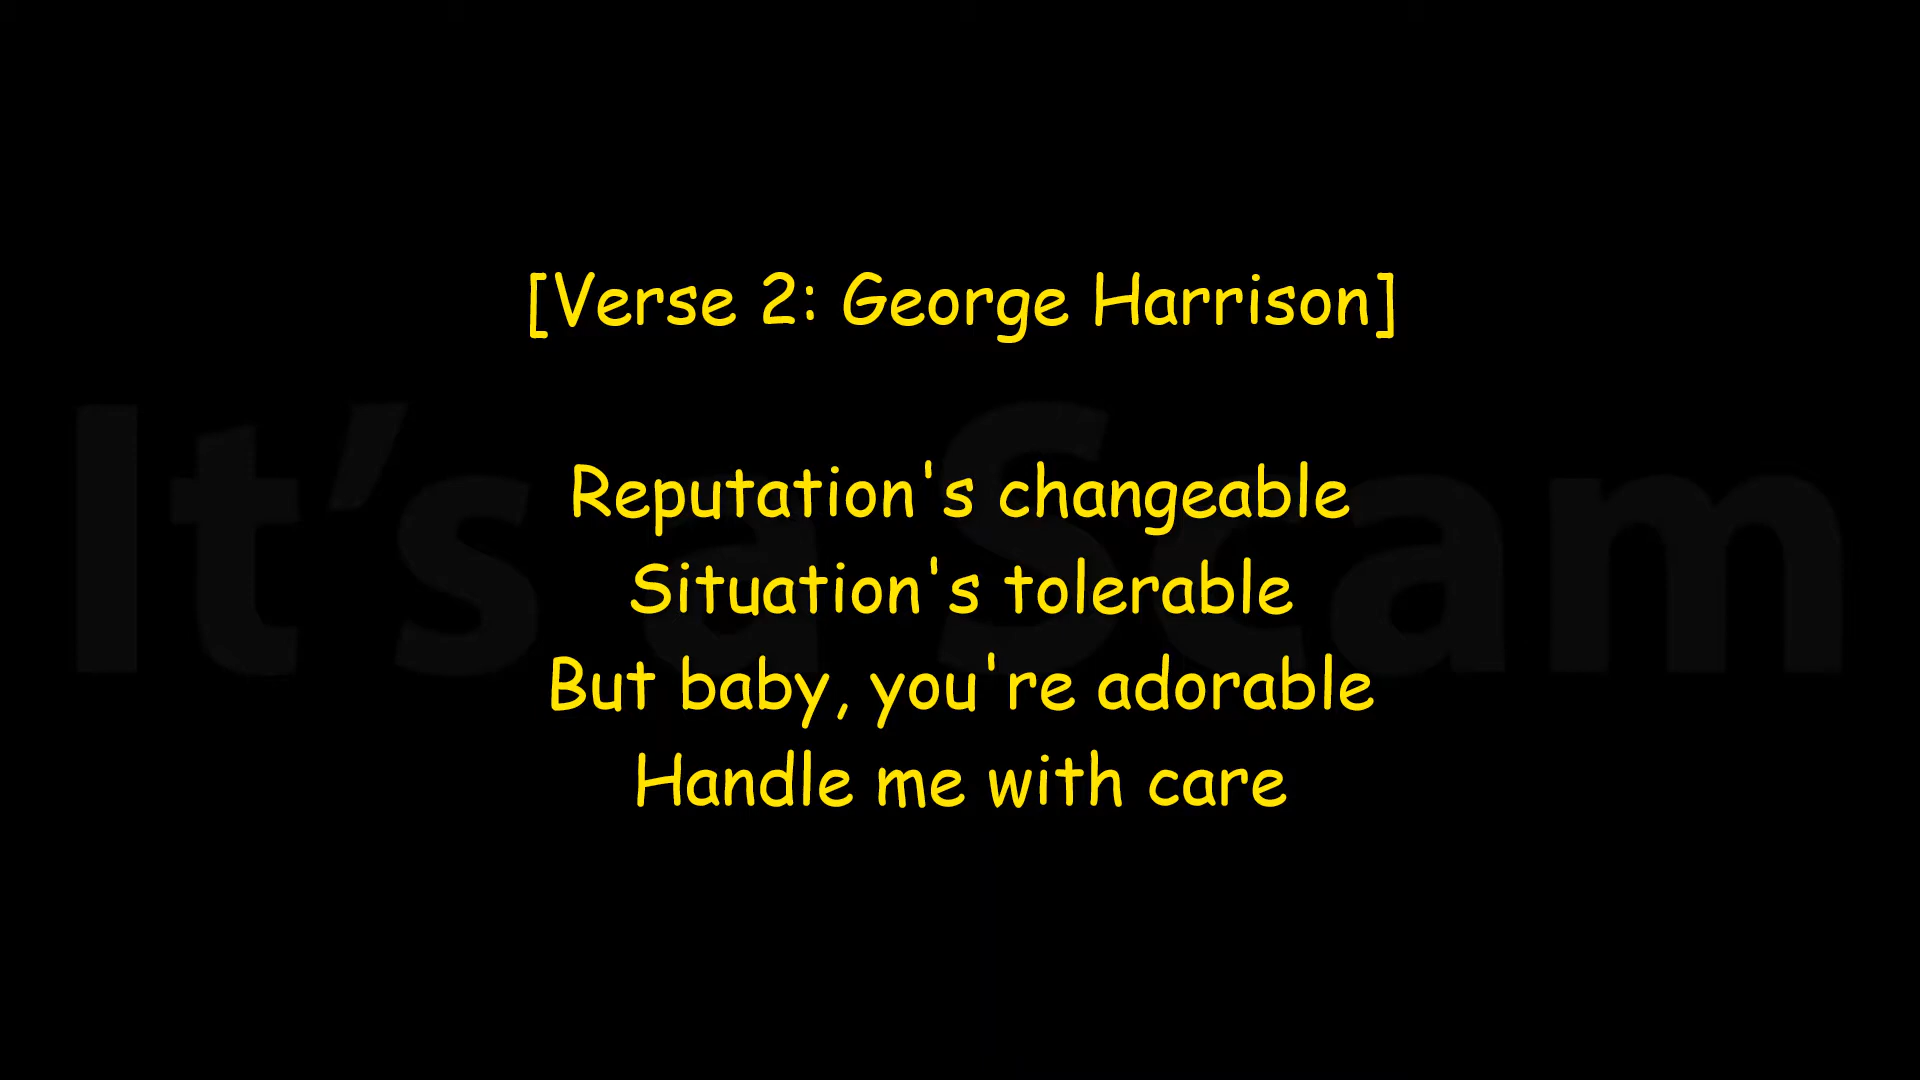 [Verse 2: George Harrison]
It's a Scam
Reputation's changeable
Situation's tolerable
But baby, you're adorable
Handle me with care